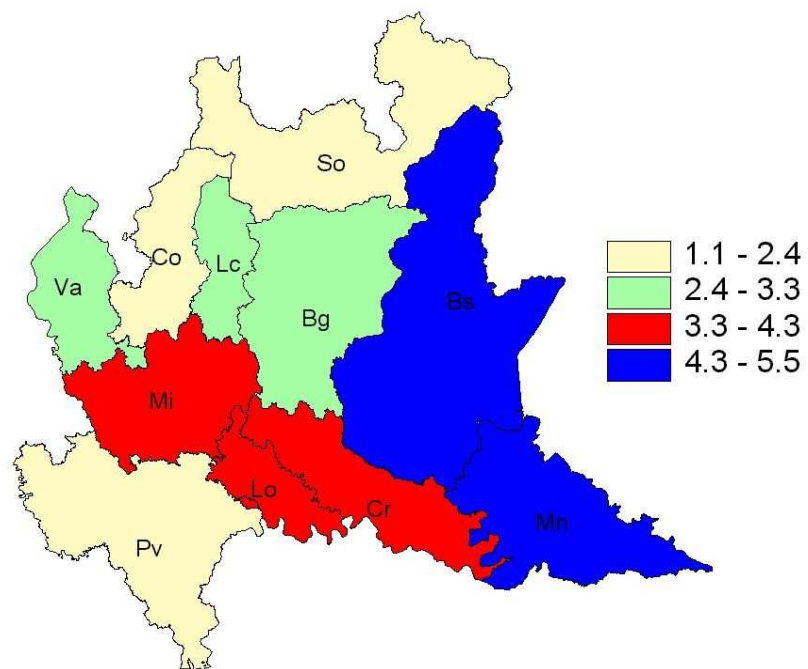 So
Co
Lc
Va
Bg
Bs
Mi
Lo
Cr
Mn
Pv
1.1 - 2.4
2.4 - 3.3
3.3 - 4.3
4.3 - 5.5